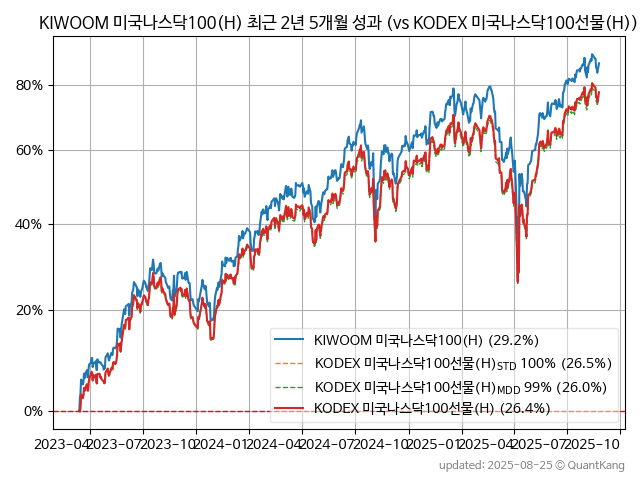 KIWOOM 미국나스닥100(H) 최근 2년 5개월 성과 (vs KODEX 미국나스닥100선물(H))
80%
60%
40%
20%
0%
KIWOOM 미국나스닥100(H) (29.2%)
KODEX 미국나스닥100선물(H)STD 100% (26.5%)
KODEX 미국나스닥100선물(H)MDD 99% (26.0%)
KODEX 미국나스닥100선물(H) (26.4%)
2023-04 2023-07 2023-10 2024-01 2024-04 2024-07 2024-10 2025-01 2025-04 2025-07 2025-10
updated: 2025-08-25 © QuantKang